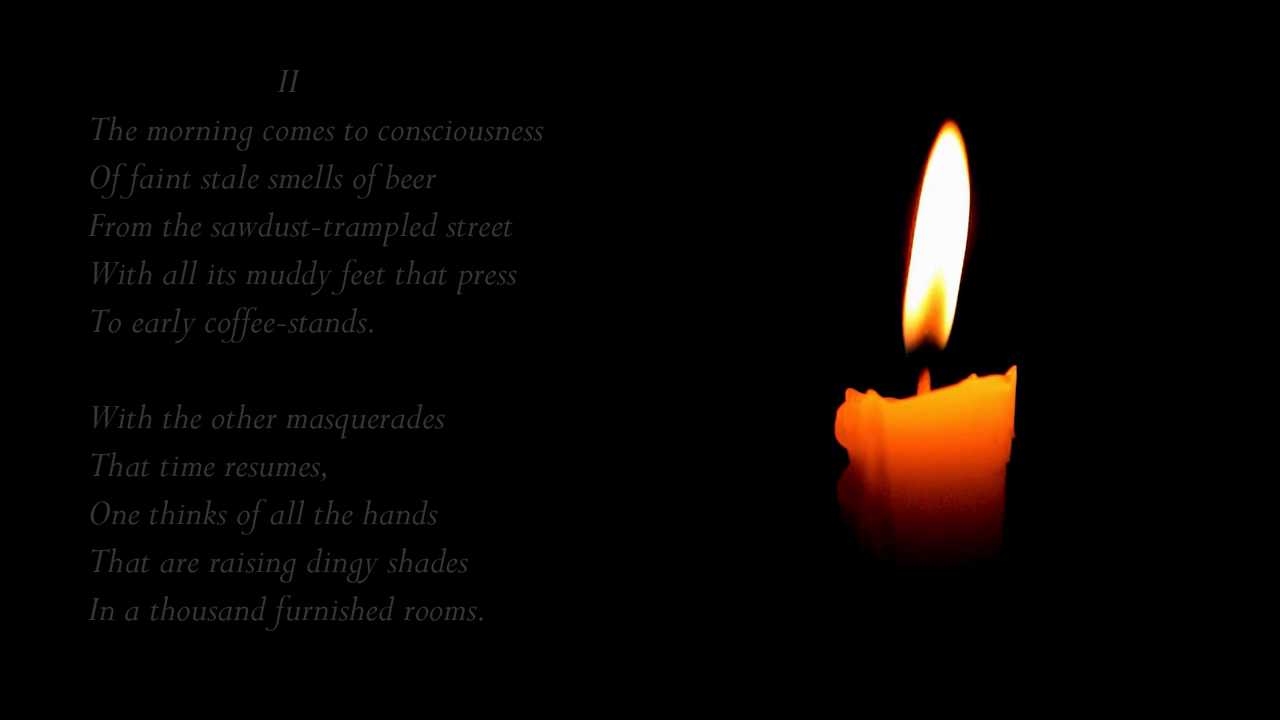 II
The morning comes to consciousness
Of faint stale smells of beer
From the sawdust-trampled street
With all its muddy feet that press
To early coffee-stands.
With the other masquerades
That time resumes,
One thinks of all the hands
That are raising dingy shades
In a thousand furnished rooms.